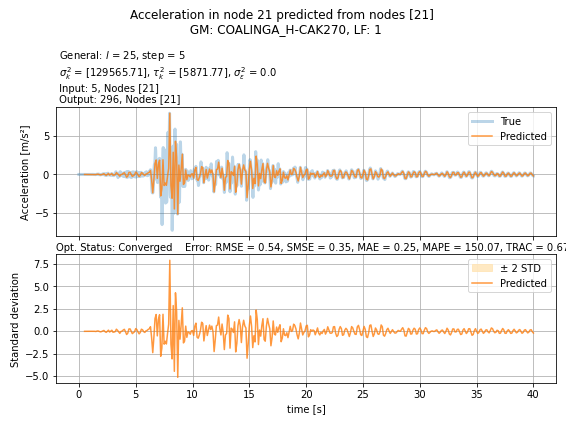 Acceleration in node 21 predicted from nodes [21]
GM: COALINGA_H-CAK270, LF: 1
General: l = 25, step = 5
σ²ₖ = [129565.71], τ²ₖ = [5871.77], σ²ε = 0.0
Input: 5, Nodes [21]
Output: 296, Nodes [21]
Acceleration [m/s²]
5
0
−5
True
Predicted
Opt. Status: Converged    Error: RMSE = 0.54, SMSE = 0.35, MAE = 0.25, MAPE = 150.07, TRAC = 0.67
Standard deviation
7.5
5.0
2.5
0.0
−2.5
−5.0
± 2 STD
Predicted
0 5 10 15 20 25 30 35 40
time [s]